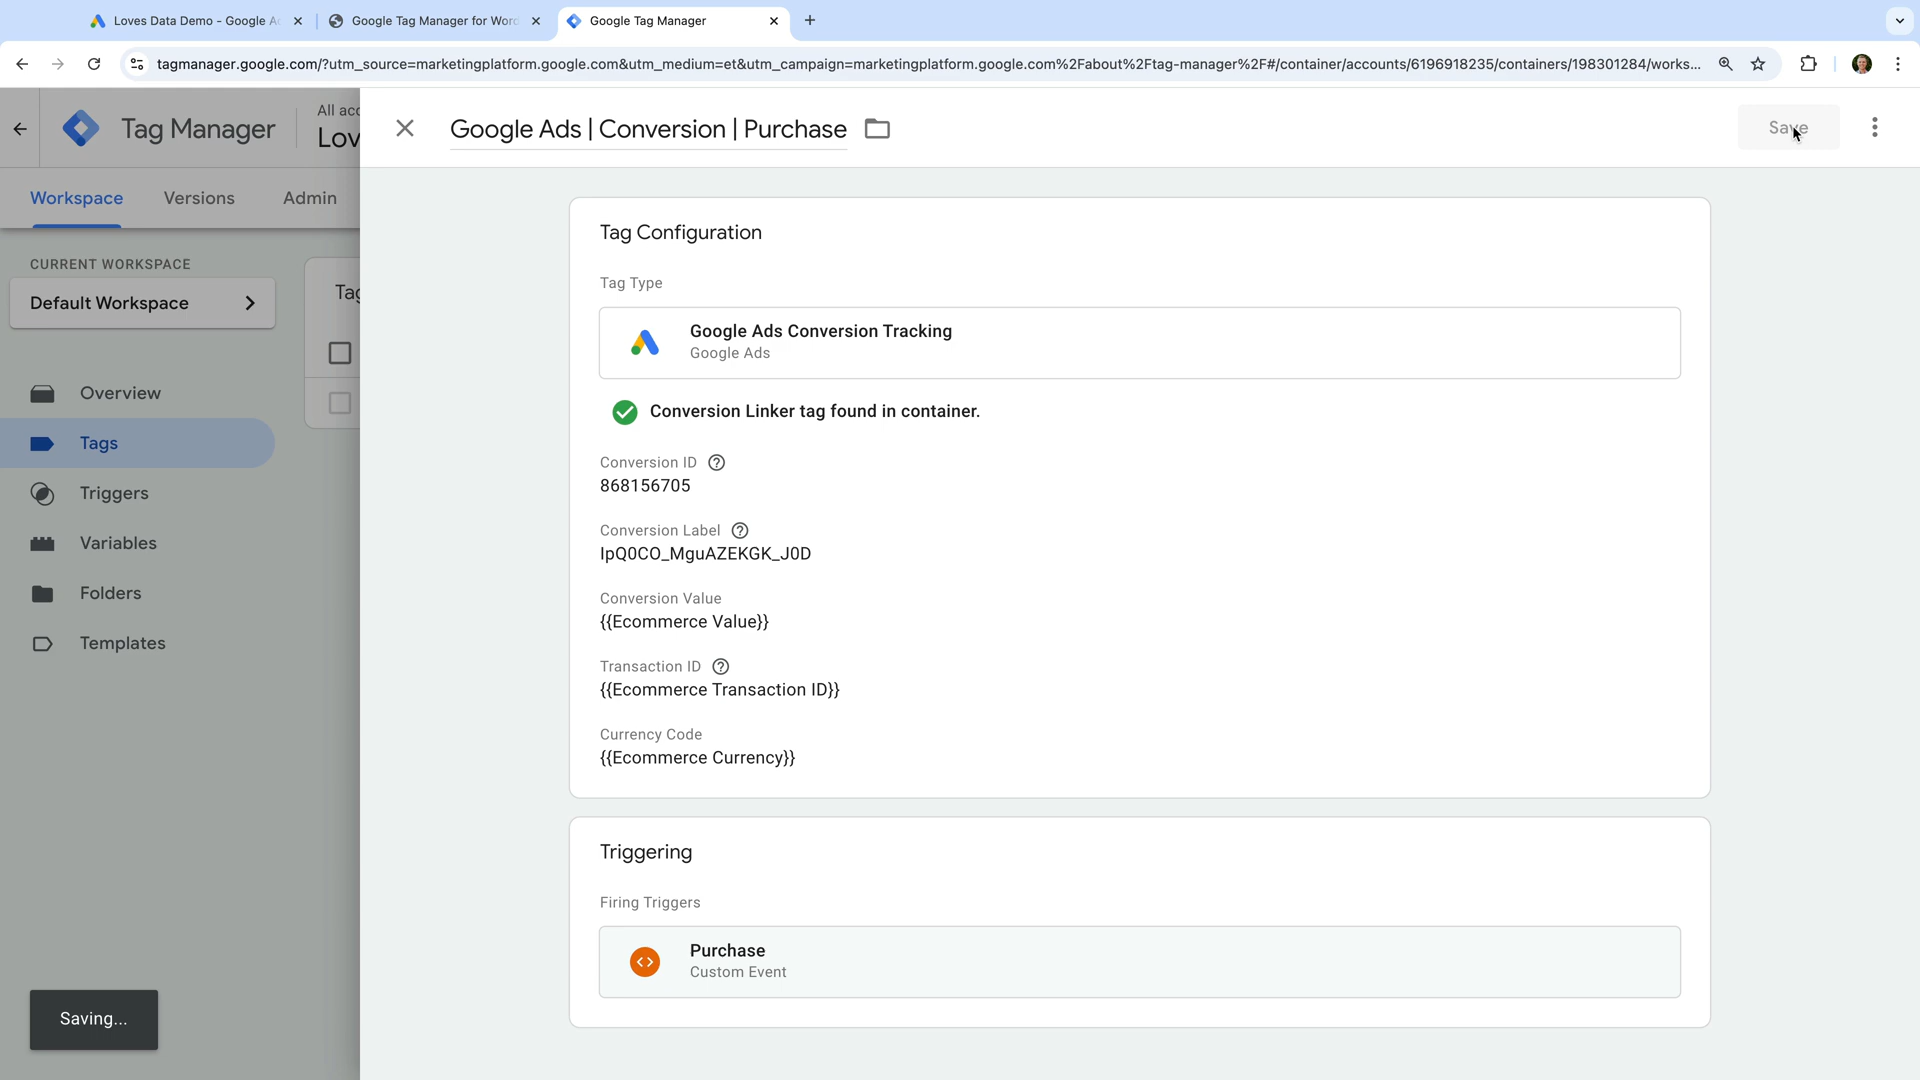 Loves Data Demo - Google A
Google Tag Manager for Wor
Google Tag Manager
tagmanager.google.com/?utm_source=marketingplatform.google.com&utm_medium=et&utm_campaign=marketingplatform.google.com%2Fabout%2Ftag-manager%2F#/container/accounts/6196918235/containers/198301284/works...
Tag Manager
All acc
Lov
Google Ads | Conversion | Purchase
Save
Workspace
Versions
Admin
CURRENT WORKSPACE
Default Workspace
Tag
Overview
Tags
Triggers
Variables
Folders
Templates
Tag Configuration
Tag Type
Google Ads Conversion Tracking
Google Ads
Conversion Linker tag found in container.
Conversion ID
868156705
Conversion Label
IpQ0CO_MguAZEKGK_J0D
Conversion Value
{{Ecommerce Value}}
Transaction ID
{{Ecommerce Transaction ID}}
Currency Code
{{Ecommerce Currency}}
Triggering
Firing Triggers
Purchase
Custom Event
Saving...